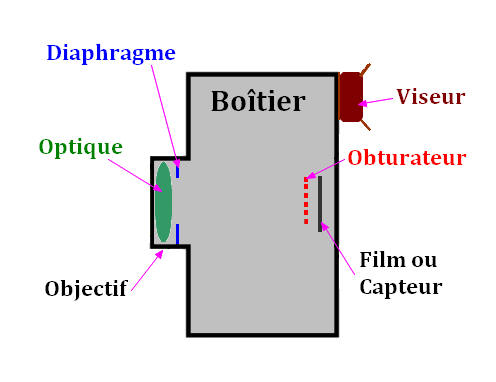 Diaphragme
Boîtier
Viseur
Optique
Obturateur
Objectif
Film ou
Capteur